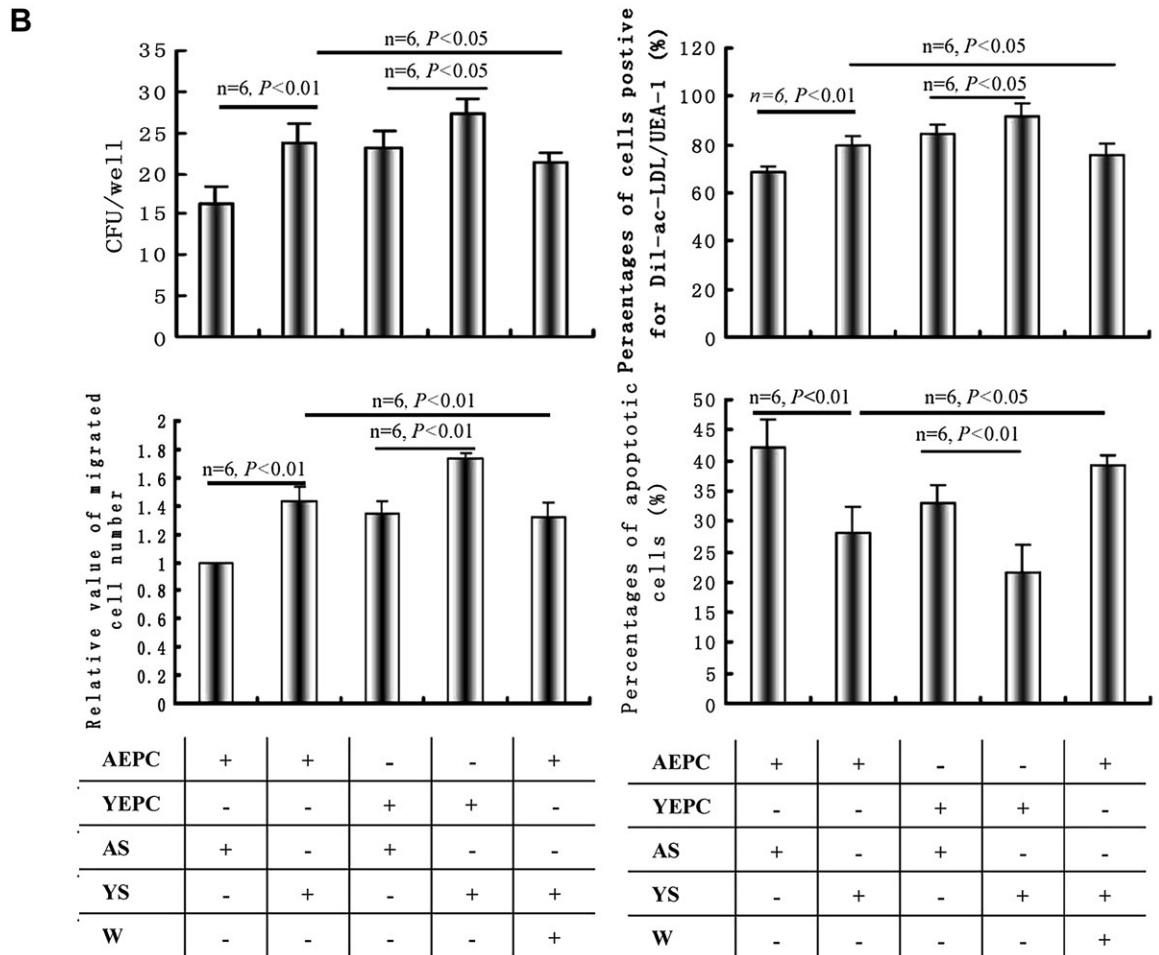 B
n=6, P<0.05
n=6, P<0.05
n=6, P<0.01
35
30
25
20
15
10
5
0
CFU/well
n=6, P<0.05
n=6, P<0.05
n=6, P<0.01
120
100
80
60
40
20
0
Peraentages of cells postive
for Dil-ac-LDL/UEA-1 (%)
n=6, P<0.01
n=6, P<0.01
n=6, P<0.01
2
1.8
1.6
1.4
1.2
1
0.8
0.6
0.4
0.2
0
Relative value of migrated
cell number
n=6, P<0.01
n=6, P<0.05
n=6, P<0.01
50
45
40
35
30
25
20
15
10
5
0
Percentages of apoptotic
cells (%)
AEPC + + - - +
YEPC - - + + -
AS + - + - -
YS - + - + +
W - - - - +
AEPC + + - - +
YEPC - - + + -
AS + - + - -
YS - + - + +
W - - - - +